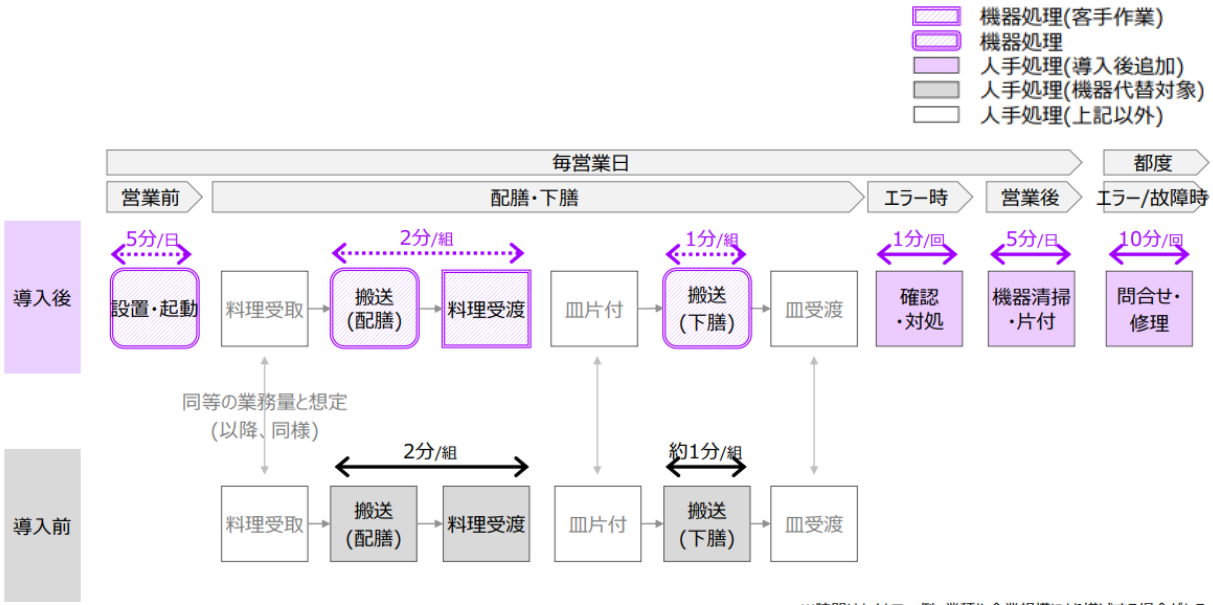 機器処理(客手作業)
機器処理
人手処理(導入後追加)
人手処理(機器代替対象)
人手処理(上記以外)
毎営業日
都度
営業前
配膳・下膳
エラー時
営業後
エラー/故障時
導入後
5分/日
2分/組
1分/組
1分/回
5分/日
10分/回
設置・起動
料理受取
搬送
(配膳)
料理受渡
皿片付
搬送
(下膳)
皿受渡
確認
・対処
機器清掃
・片付
問合せ・
修理
同等の業務量と想定
(以降、同様)
導入前
2分/組
約1分/組
料理受取
搬送
(配膳)
料理受渡
皿片付
搬送
(下膳)
皿受渡